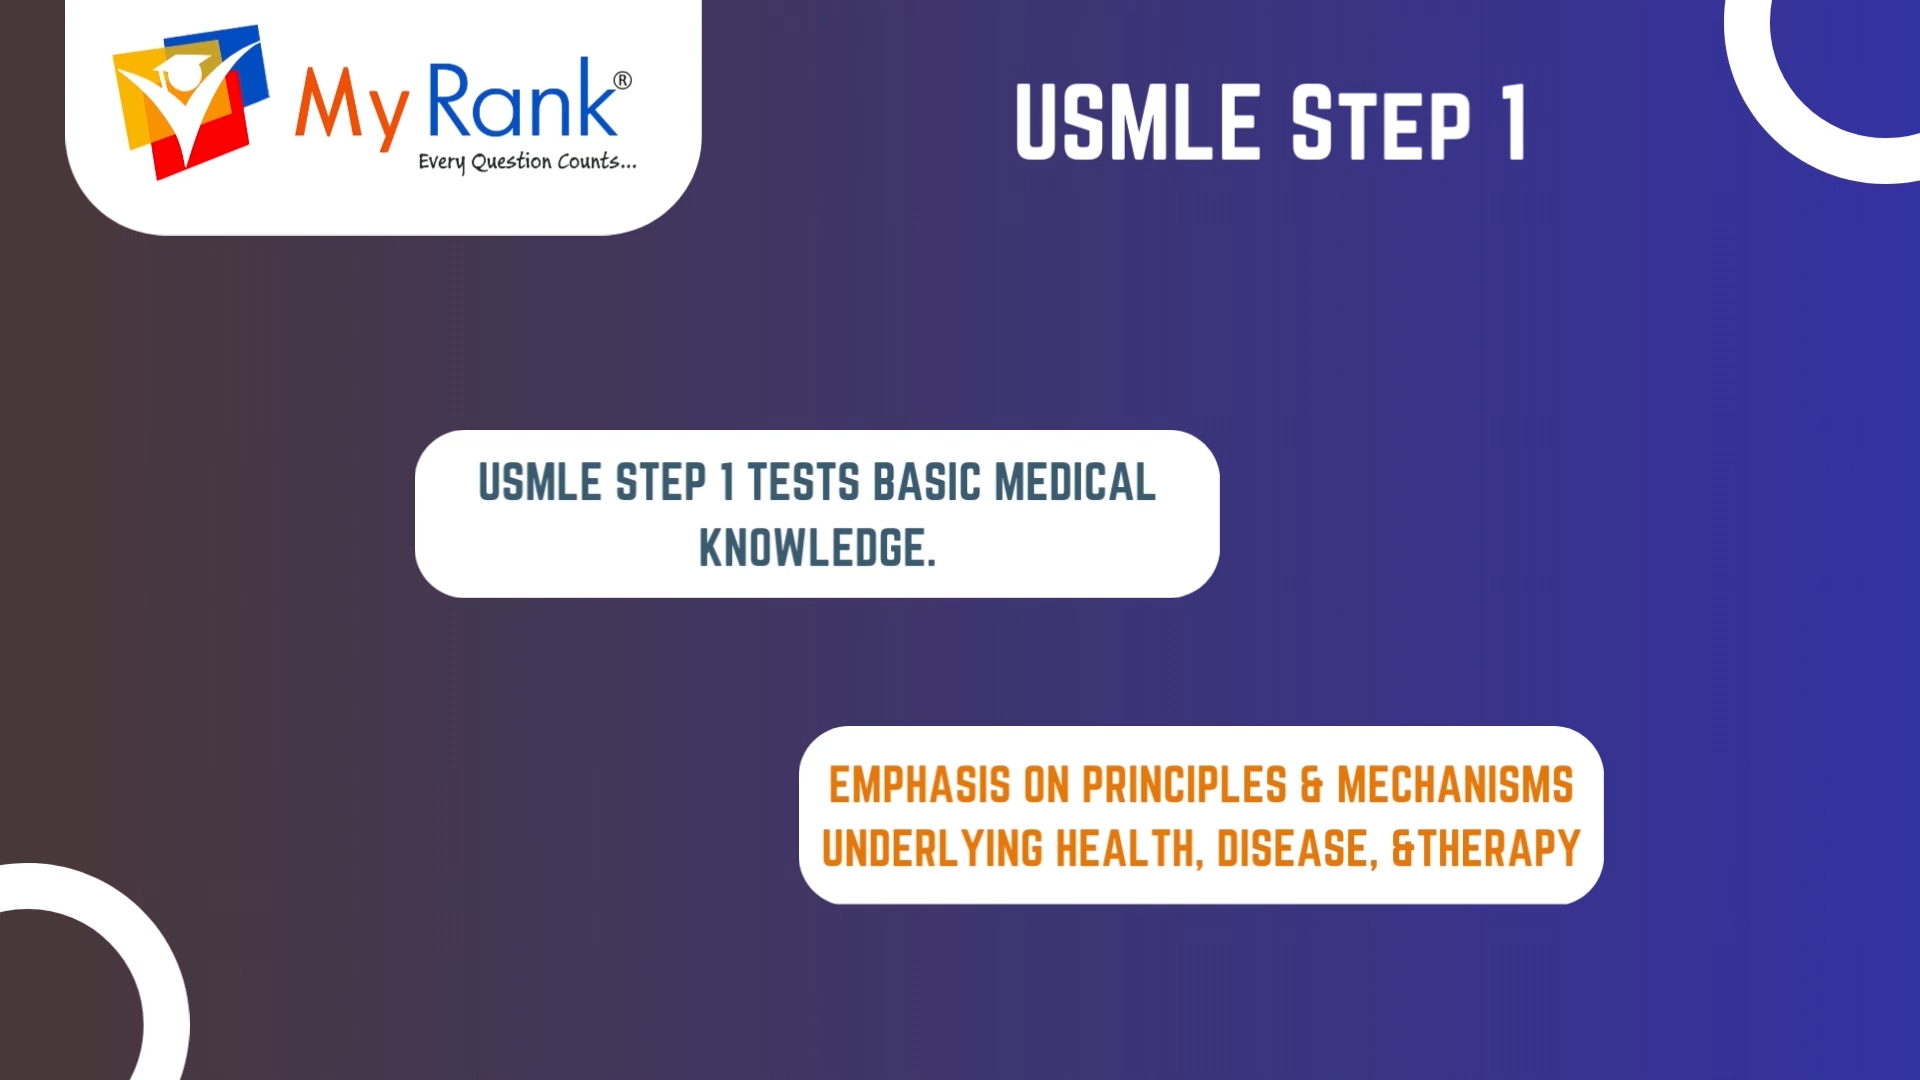 My Rank®
Every Question Counts...
USMLE STEP 1
USMLE STEP 1 TESTS BASIC MEDICAL
KNOWLEDGE.
EMPHASIS ON PRINCIPLES & MECHANISMS
UNDERLYING HEALTH, DISEASE, &THERAPY